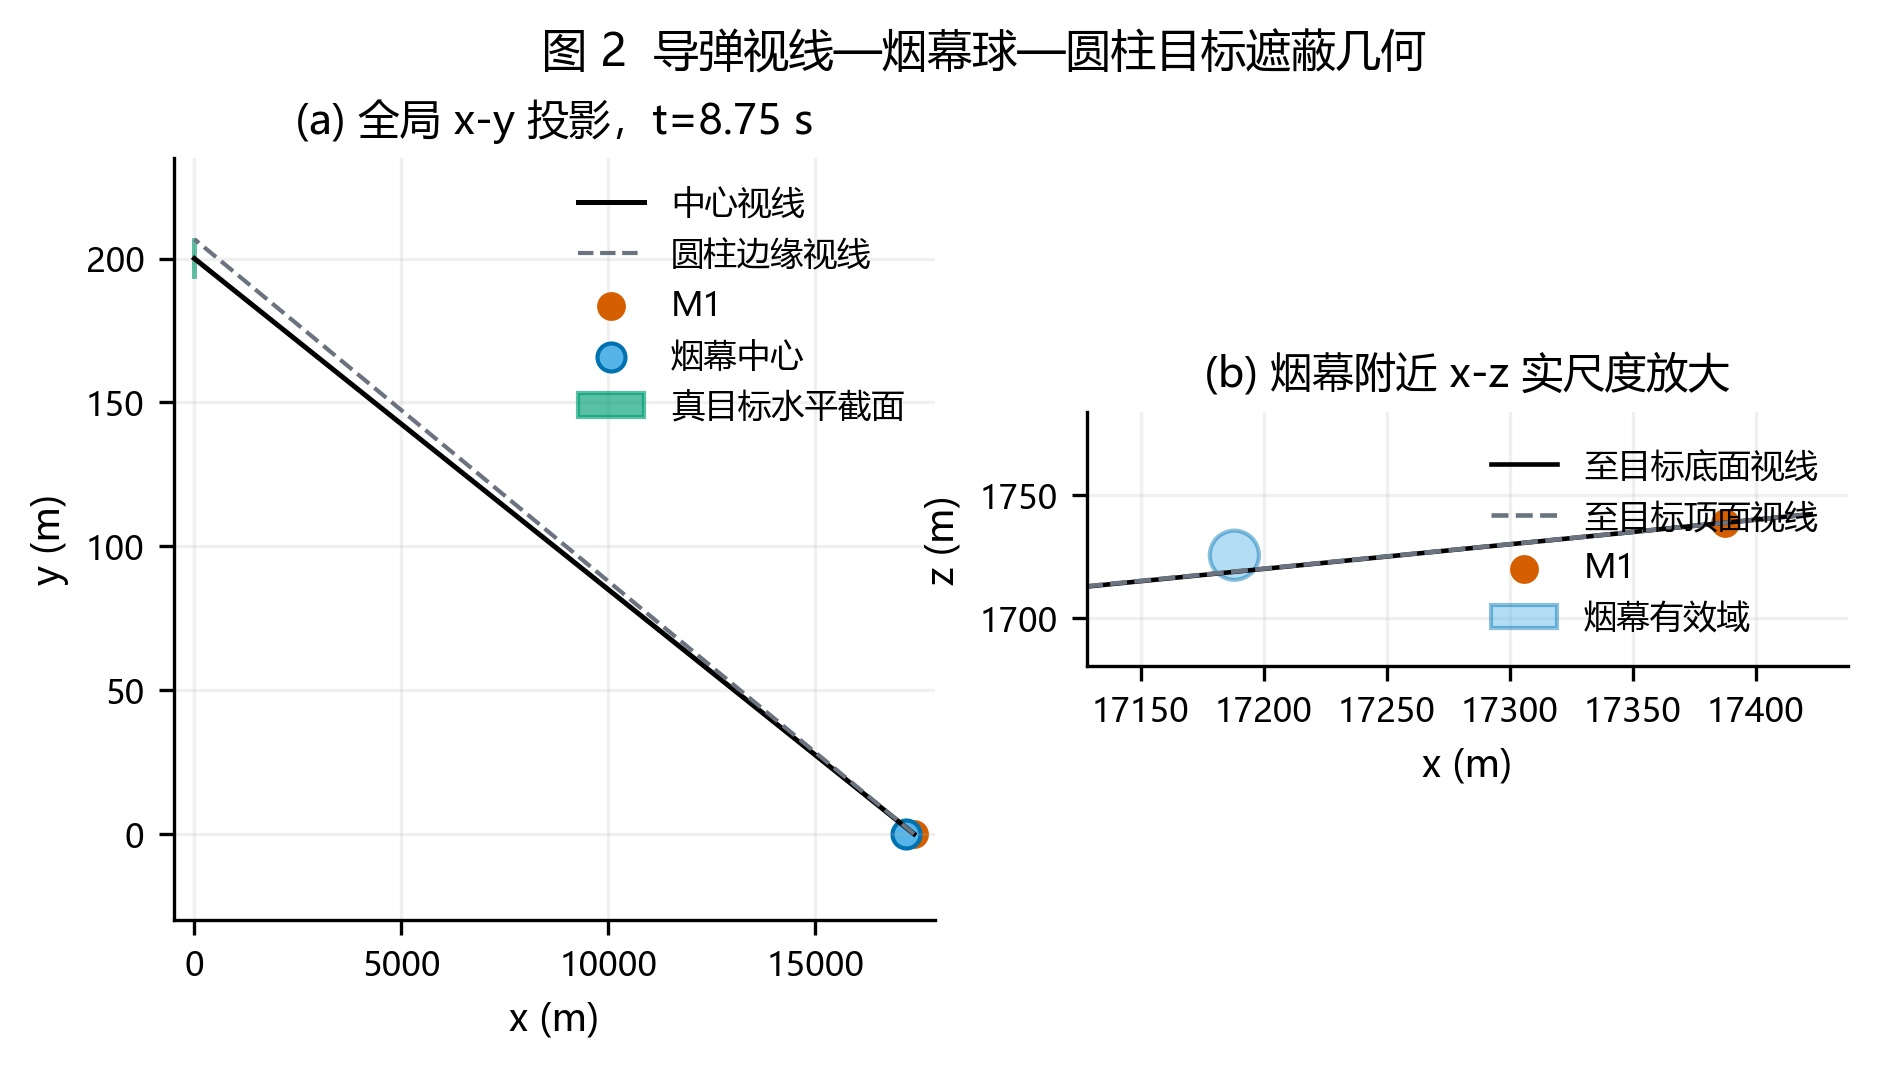 图 2 导弹视线—烟幕球—圆柱目标遮蔽几何
(a) 全局 x-y 投影，t=8.75 s
中心视线
圆柱边缘视线
M1
烟幕中心
真目标水平截面
200
150
100
50
0
y (m)
0 5000 10000 15000
x (m)
(b) 烟幕附近 x-z 实尺度放大
至目标底面视线
至目标顶面视线
M1
烟幕有效域
1750
1700
z (m)
17150 17200 17250 17300 17350 17400
x (m)